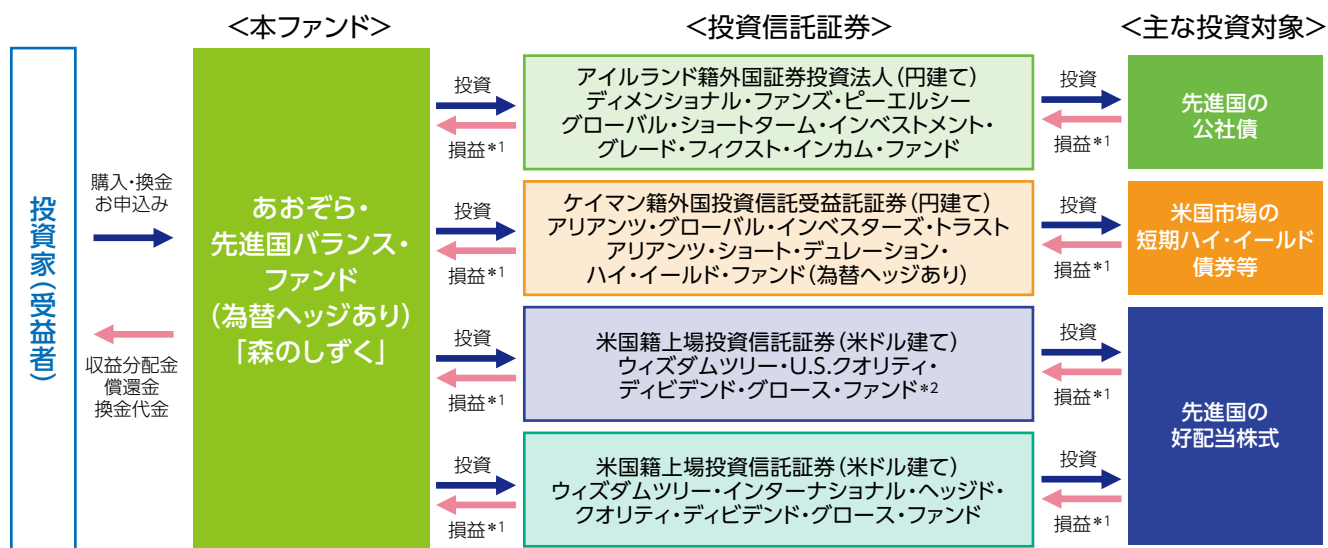 ＜本ファンド＞
＜投資信託証券＞
＜主な投資対象＞
投資家（受益者）
購入・換金
お申込み
収益分配金
償還金
換金代金
あおぞら・
先進国バランス・
ファンド
（為替ヘッジあり）
「森のしずく」
投資
損益*1
アイルランド籍外国証券投資法人（円建て）
ディメンショナル・ファンズ・ピーエルシー
グローバル・ショートターム・インベストメント・
グレード・フィクスト・インカム・ファンド
投資
損益*1
先進国の
公社債
投資
損益*1
ケイマン籍外国投資信託受益託証券（円建て）
アリアンツ・グローバル・インベスターズ・トラスト
アリアンツ・ショート・デュレーション・
ハイ・イールド・ファンド（為替ヘッジあり）
投資
損益*1
米国市場の
短期ハイ・イールド
債券等
投資
損益*1
米国籍上場投資信託証券（米ドル建て）
ウィズダムツリー・U.S.クオリティ・
ディビデンド・グロース・ファンド*2
投資
損益*1
先進国の
好配当株式
投資
損益*1
米国籍上場投資信託証券（米ドル建て）
ウィズダムツリー・インターナショナル・ヘッジド・
クオリティ・ディビデンド・グロース・ファンド
投資
損益*1